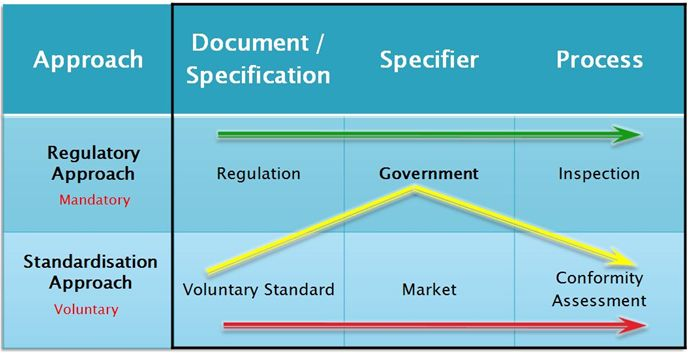 Approach
Document /
Specification
Specifier
Process
Regulatory
Approach
Mandatory
Regulation
Government
Inspection
Standardisation
Approach
Voluntary
Voluntary Standard
Market
Conformity
Assessment